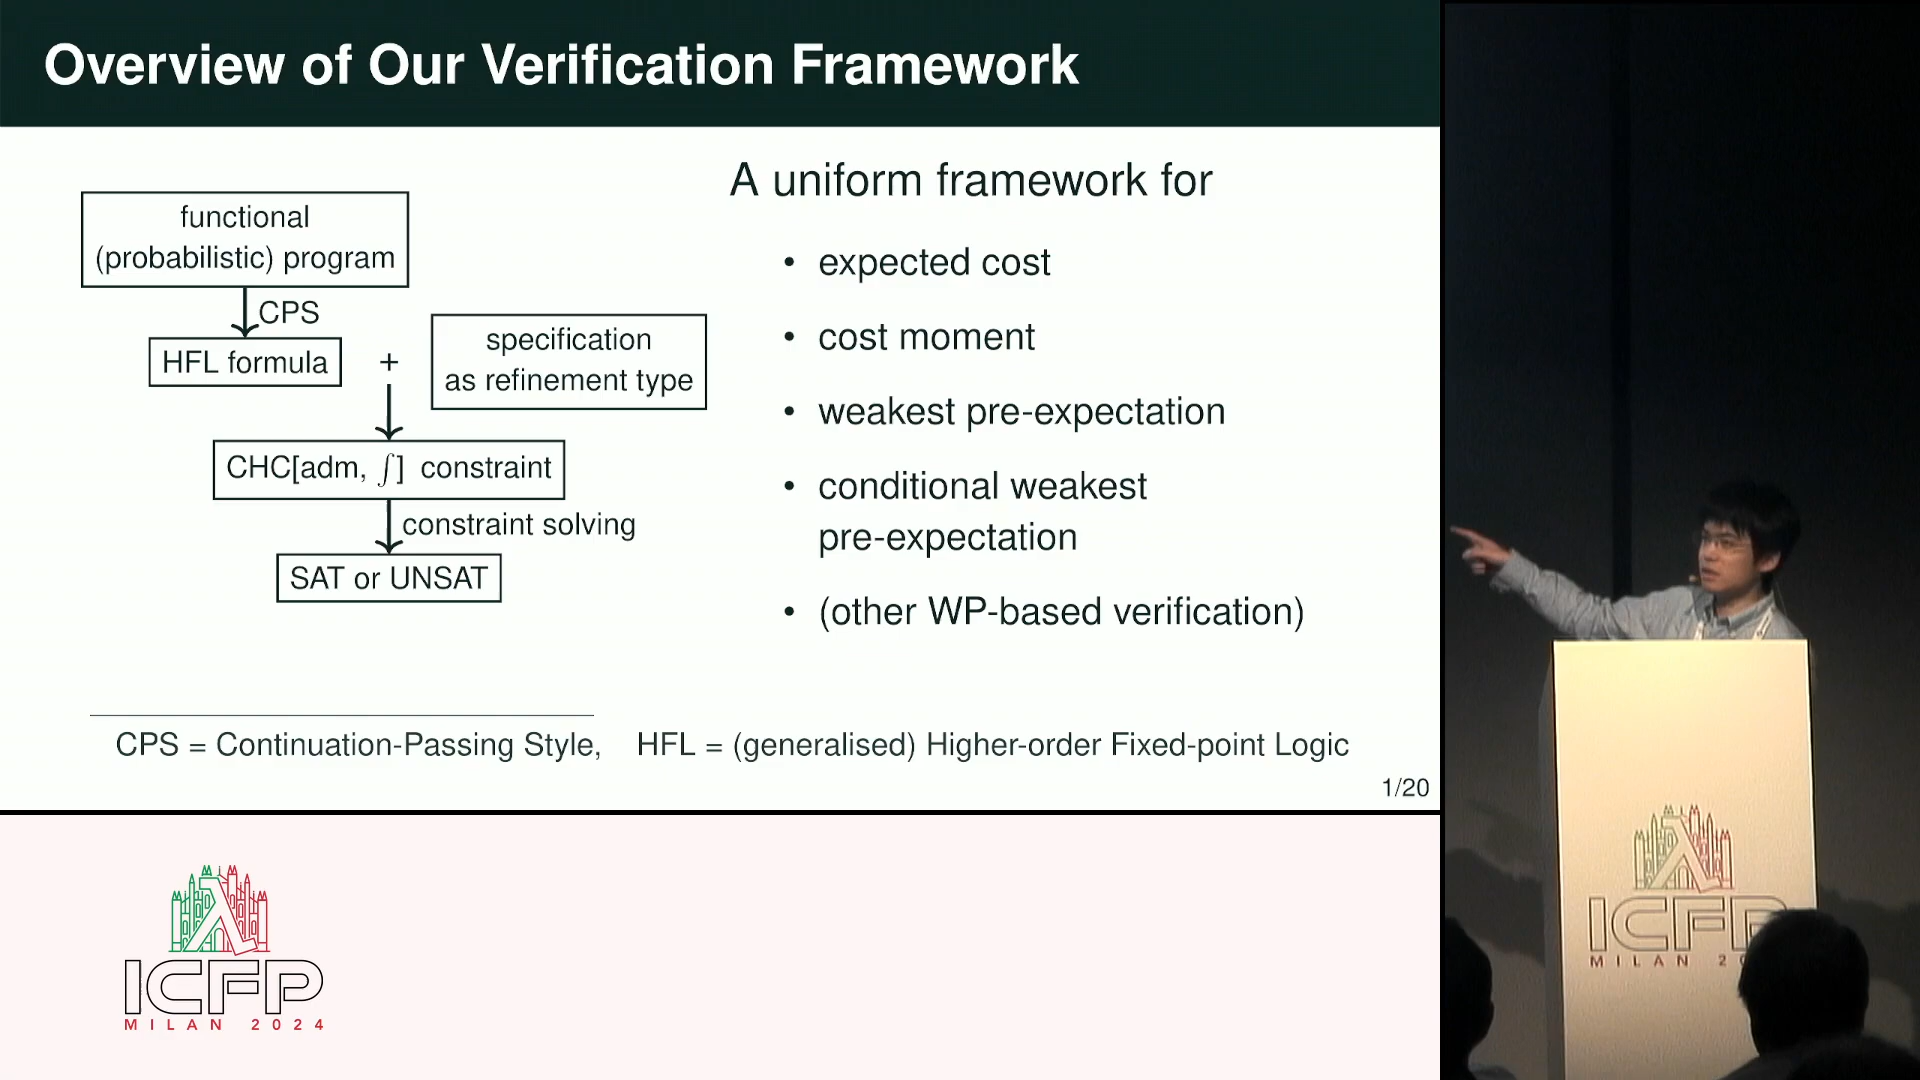 Overview of Our Verification Framework
functional
(probabilistic) program
CPS
HFL formula
+
specification
as refinement type
CHC[adm, ∫] constraint
constraint solving
SAT or UNSAT
A uniform framework for
• expected cost
• cost moment
• weakest pre-expectation
• conditional weakest
pre-expectation
• (other WP-based verification)
CPS = Continuation-Passing Style, HFL = (generalised) Higher-order Fixed-point Logic
1/20
ICFP
MILAN 2024
ICFP
MILAN 2